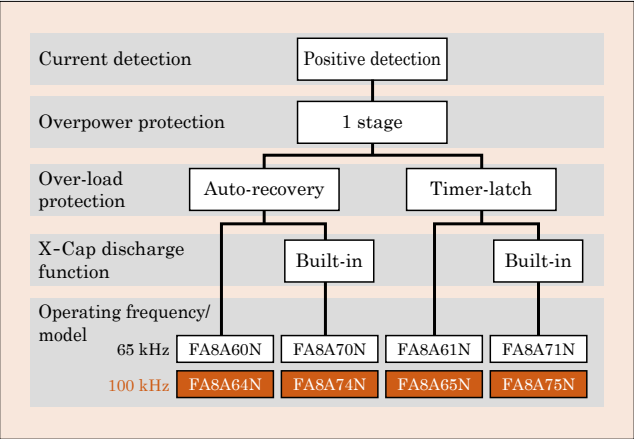 Current detection
Positive detection
Overpower protection
1 stage
Over-load
protection
Auto-recovery
Timer-latch
X-Cap discharge
function
Built-in
Built-in
Operating frequency/
model
65 kHz
FA8A60N
FA8A70N
FA8A61N
FA8A71N
100 kHz
FA8A64N
FA8A74N
FA8A65N
FA8A75N